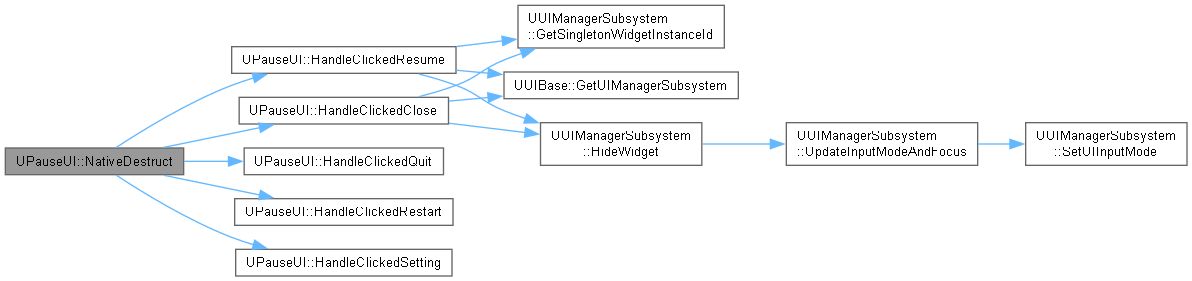 UPauseUI::NativeDestruct
UPauseUI::HandleClickedResume
UPauseUI::HandleClickedClose
UPauseUI::HandleClickedQuit
UPauseUI::HandleClickedRestart
UPauseUI::HandleClickedSetting
UUIManagerSubsystem
::GetSingletonWidgetInstanceId
UUIBase::GetUIManagerSubsystem
UUIManagerSubsystem
::HideWidget
UUIManagerSubsystem
::UpdateInputModeAndFocus
UUIManagerSubsystem
::SetUIInputMode